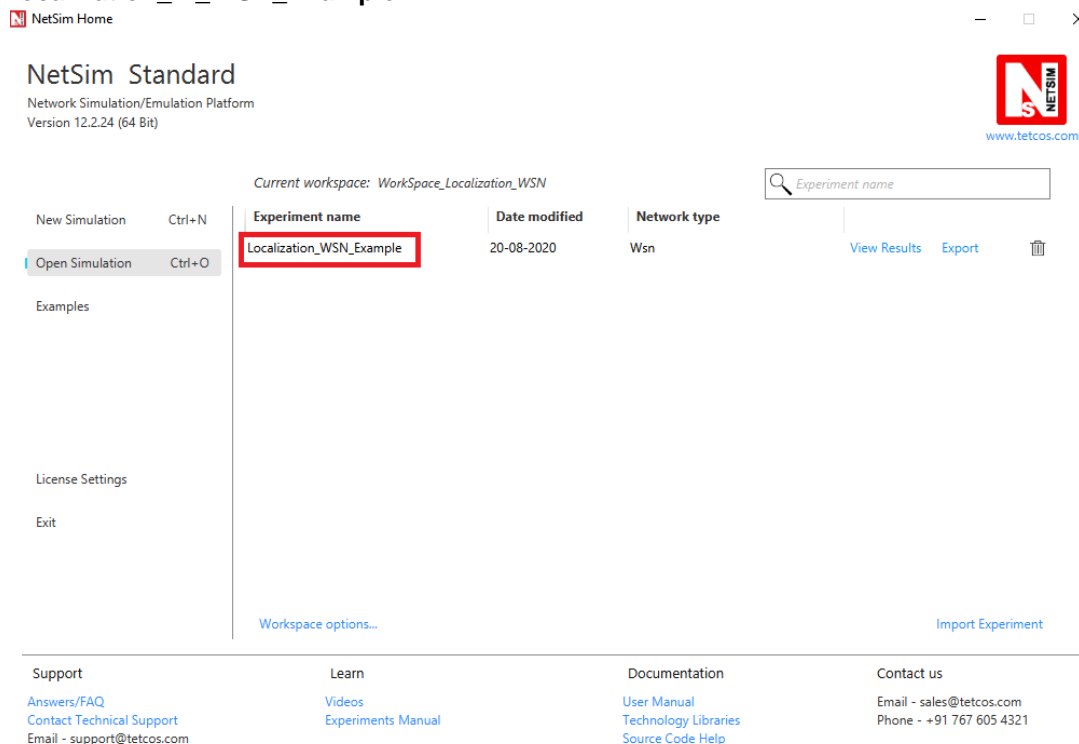 NetSim Home
NetSim Standard
Network Simulation/Emulation Platform
Version 12.2.24 (64 Bit)
NETSIM
www.tetcos.com
Current workspace: WorkSpace_Localization_WSN
Experiment name
New Simulation Ctrl+N
Experiment name Date modified Network type
Localization_WSN_Example 20-08-2020 Wsn View Results Export
Open Simulation Ctrl+O
Examples
License Settings
Exit
Workspace options...
Import Experiment
Support Learn Documentation Contact us
Answers/FAQ Videos User Manual Email - sales@tetcos.com
Contact Technical Support Experiments Manual Technology Libraries Phone - +91 767 605 4321
Email - support@tetcos.com Source Code Help